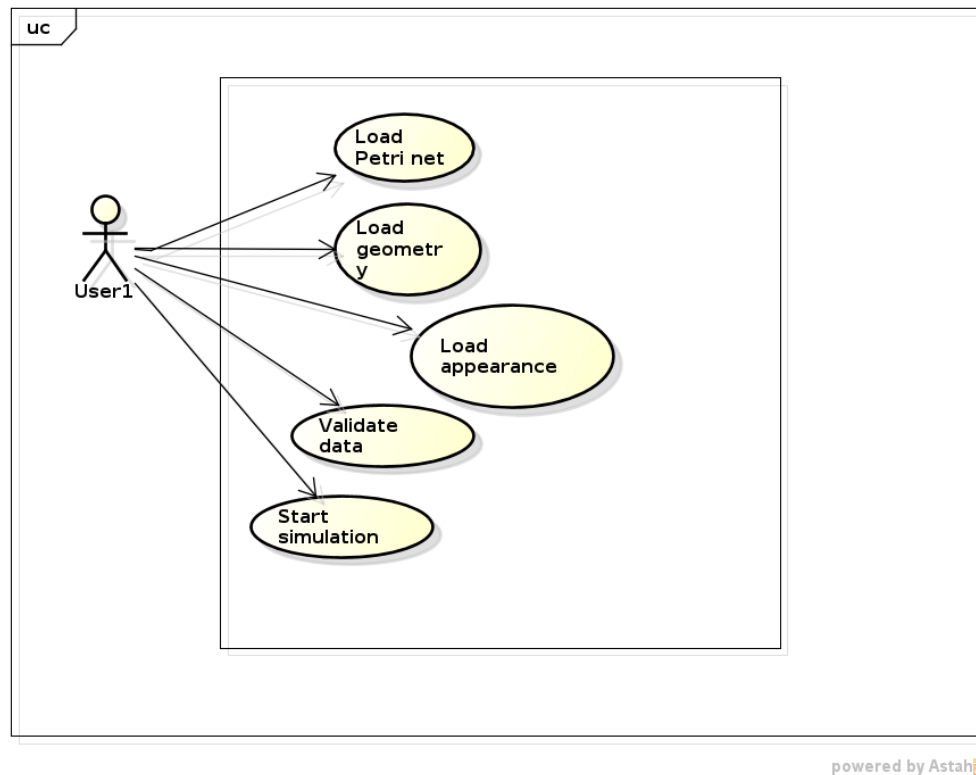 uc
Load
Petri net
Load
geometr
y
User1
Load
appearance
Validate
data
Start
simulation
powered by Astah